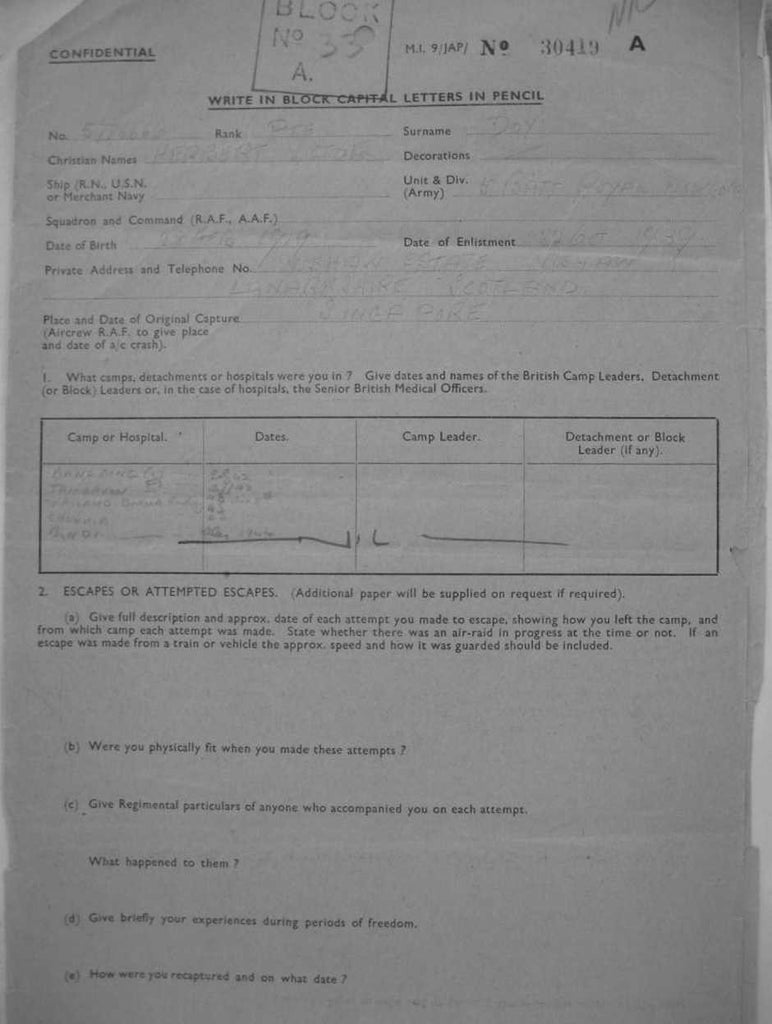 BLOCK
Nº 38
A.
CONFIDENTIAL
M.I. 9/JAP/ Nº 30419 A
WRITE IN BLOCK CAPITAL LETTERS IN PENCIL
No. Rank PTE Surname DAY
Christian Names HERBERT Decorations
Ship (R.N., U.S.N. or Merchant Navy
Unit & Div. (Army) ROYAL
Squadron and Command (R.A.F., A.A.F.)
Date of Birth 1919 Date of Enlistment 1939
Private Address and Telephone No. WISHAW ESTATE WISHAW
LANARKSHIRE SCOTLAND
Place and Date of Original Capture SINGAPORE
(Aircrew R.A.F. to give place
and date of a/c crash).
1. What camps, detachments or hospitals were you in ? Give dates and names of the British Camp Leaders, Detachment
(or Block) Leaders or, in the case of hospitals, the Senior British Medical Officers.
Camp or Hospital. Dates. Camp Leader. Detachment or Block
Leader (if any).
2. ESCAPES OR ATTEMPTED ESCAPES. (Additional paper will be supplied on request if required).
(a) Give full description and approx. date of each attempt you made to escape, showing how you left the camp, and
from which camp each attempt was made. State whether there was an air-raid in progress at the time or not. If an
escape was made from a train or vehicle the approx. speed and how it was guarded should be included.
(b) Were you physically fit when you made these attempts ?
(c) Give Regimental particulars of anyone who accompanied you on each attempt.
What happened to them ?
(d) Give briefly your experiences during periods of freedom.
(e) How were you recaptured and on what date ?